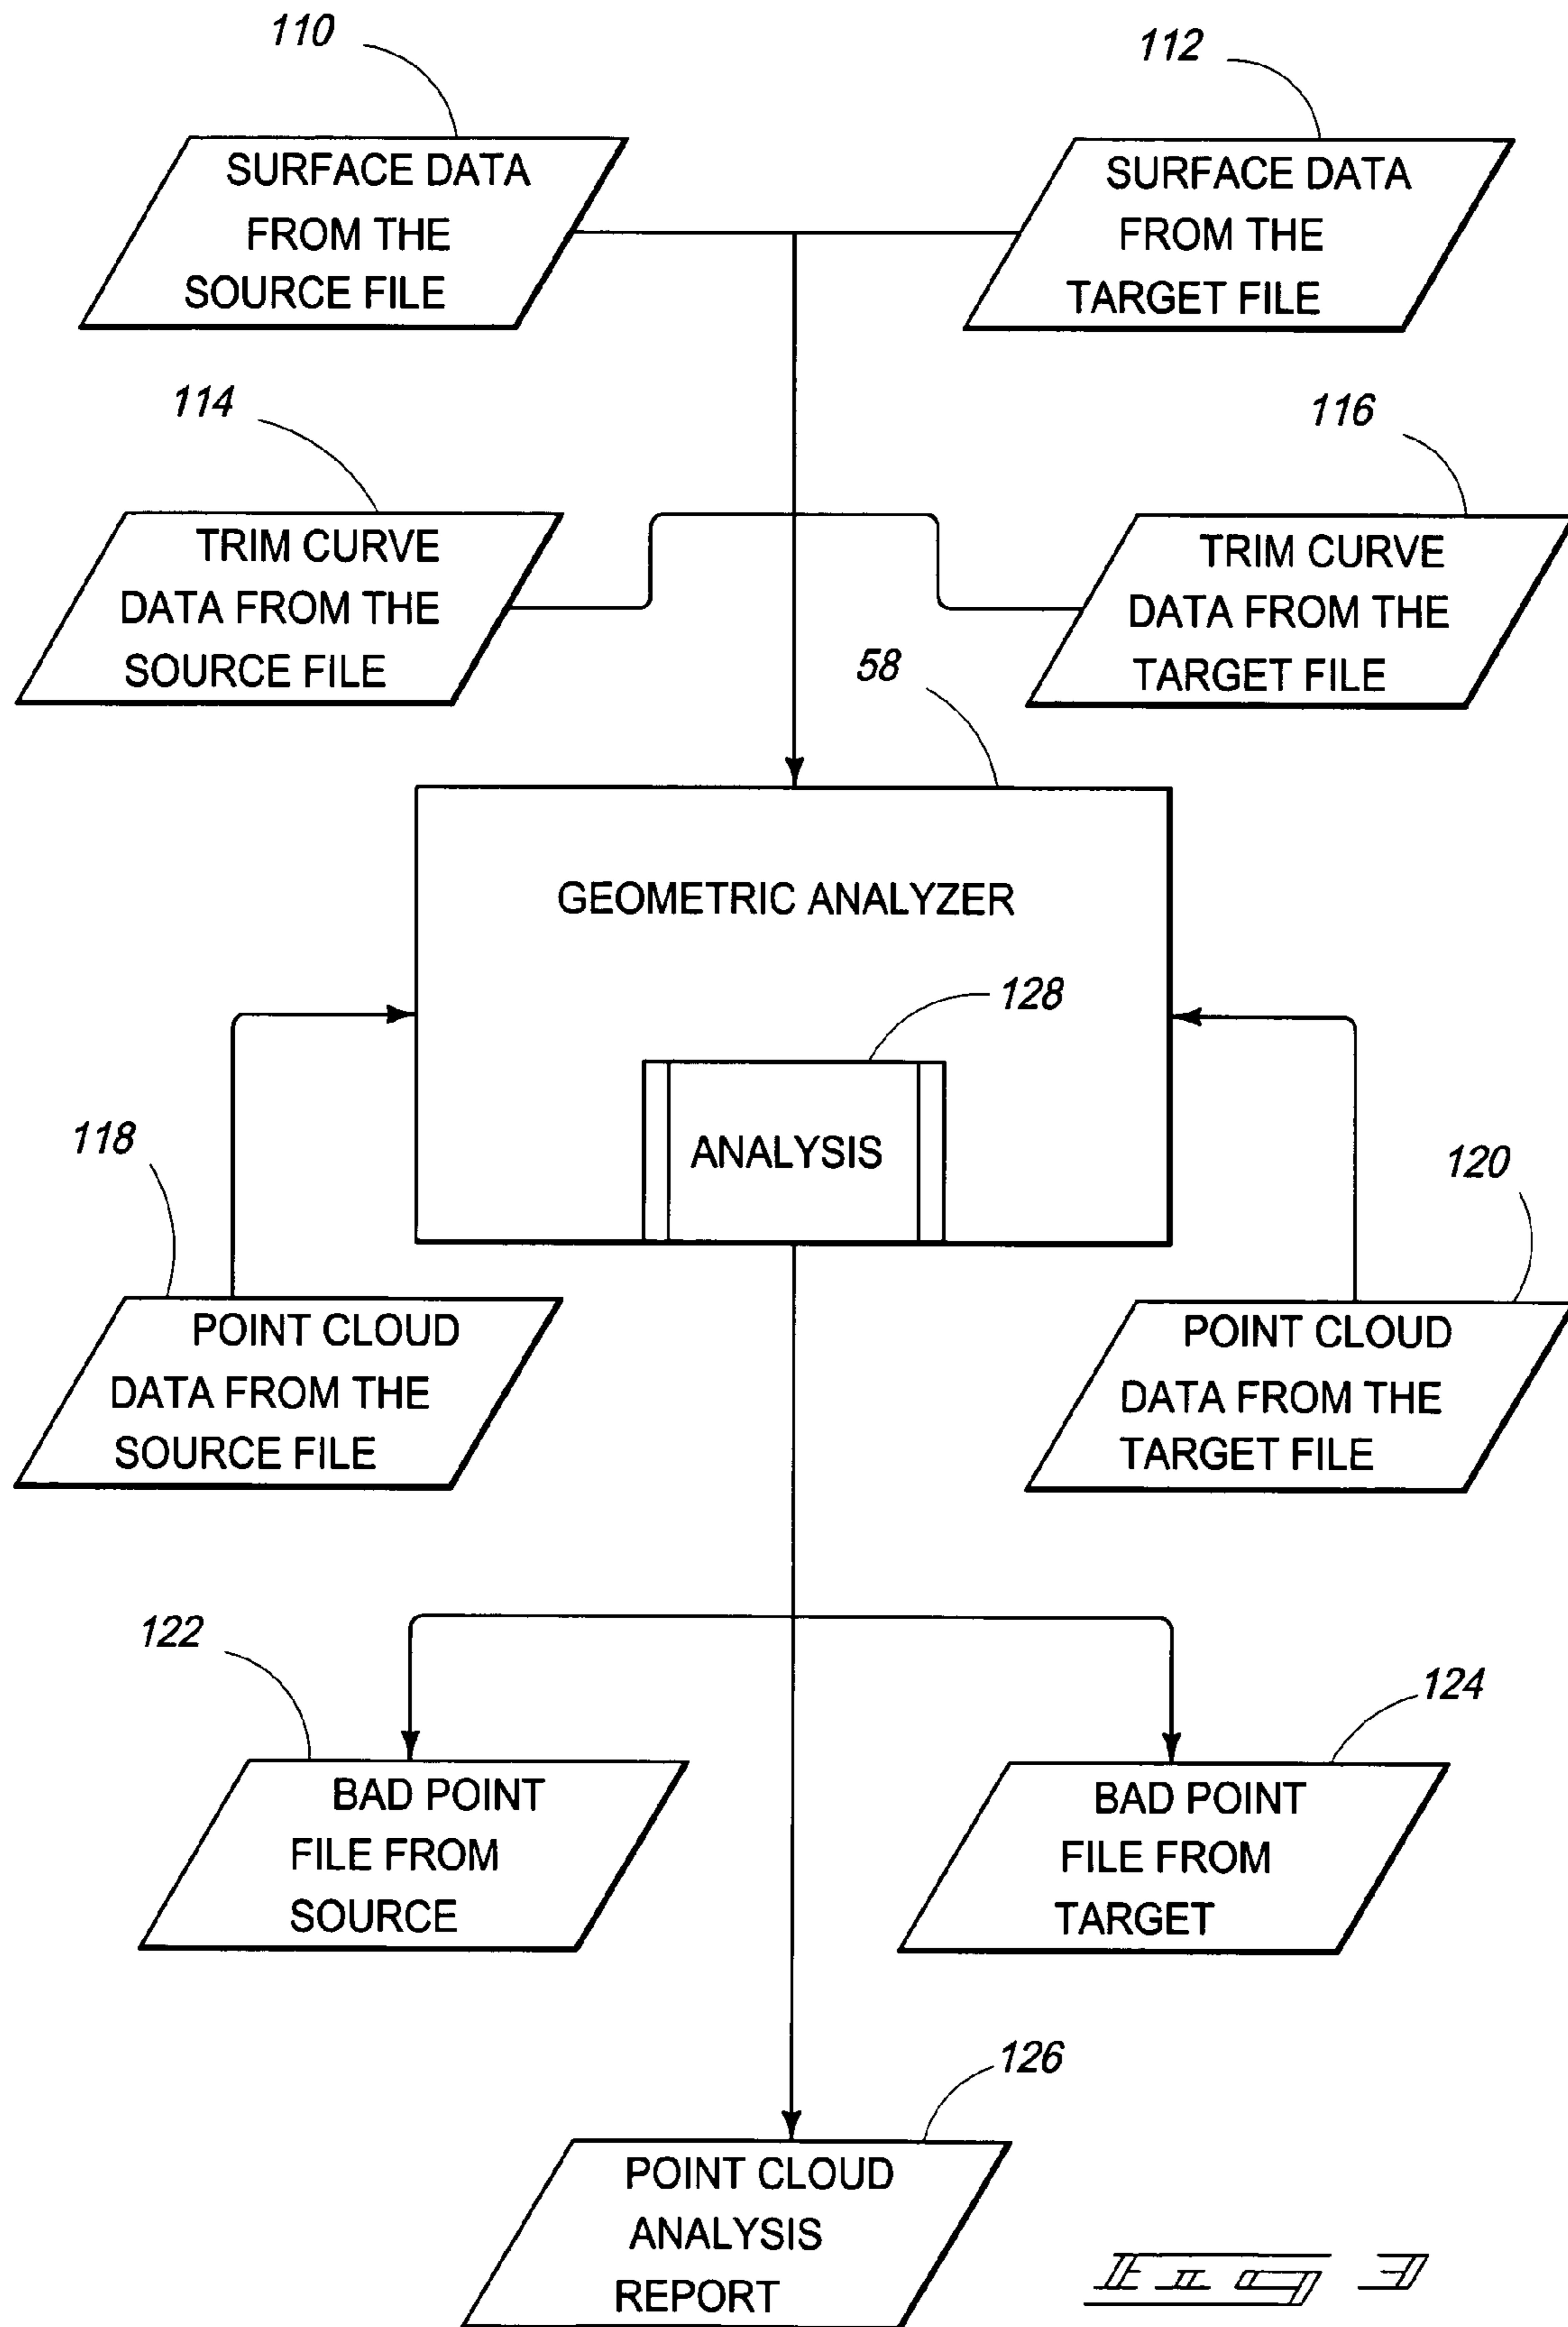 110
SURFACE DATA
FROM THE
SOURCE FILE
112
SURFACE DATA
FROM THE
TARGET FILE
114
TRIM CURVE
DATA FROM THE
SOURCE FILE
116
TRIM CURVE
DATA FROM THE
TARGET FILE
58
GEOMETRIC ANALYZER
128
ANALYSIS
118
POINT CLOUD
DATA FROM THE
SOURCE FILE
120
POINT CLOUD
DATA FROM THE
TARGET FILE
122
BAD POINT
FILE FROM
SOURCE
124
BAD POINT
FILE FROM
TARGET
126
POINT CLOUD
ANALYSIS
REPORT
Fig 3